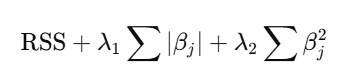 RSS + λ₁ ∑ |βⱼ| + λ₂ ∑ βⱼ²